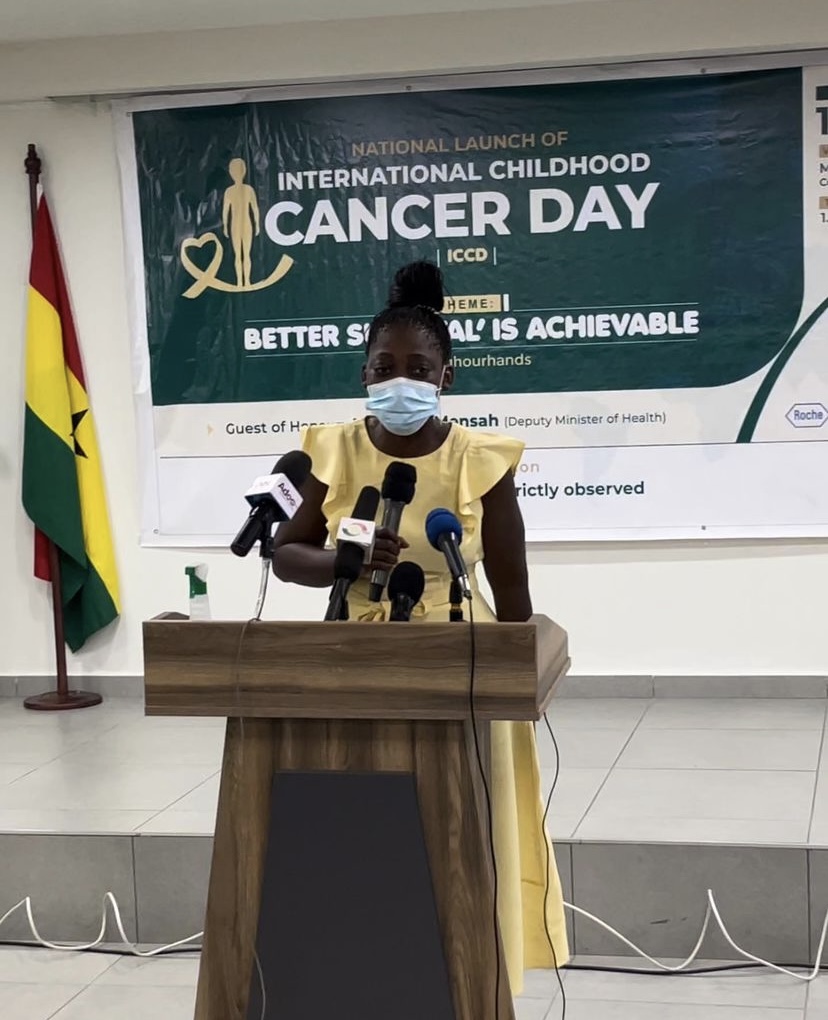 NATIONAL LAUNCH OF
INTERNATIONAL CHILDHOOD
CANCER DAY
| ICCD |
HEME:
BETTER S AL' IS ACHIEVABLE
hourhands
Guest of Mensah (Deputy Minister of Health)
on
rictly observed
Roche
Adom